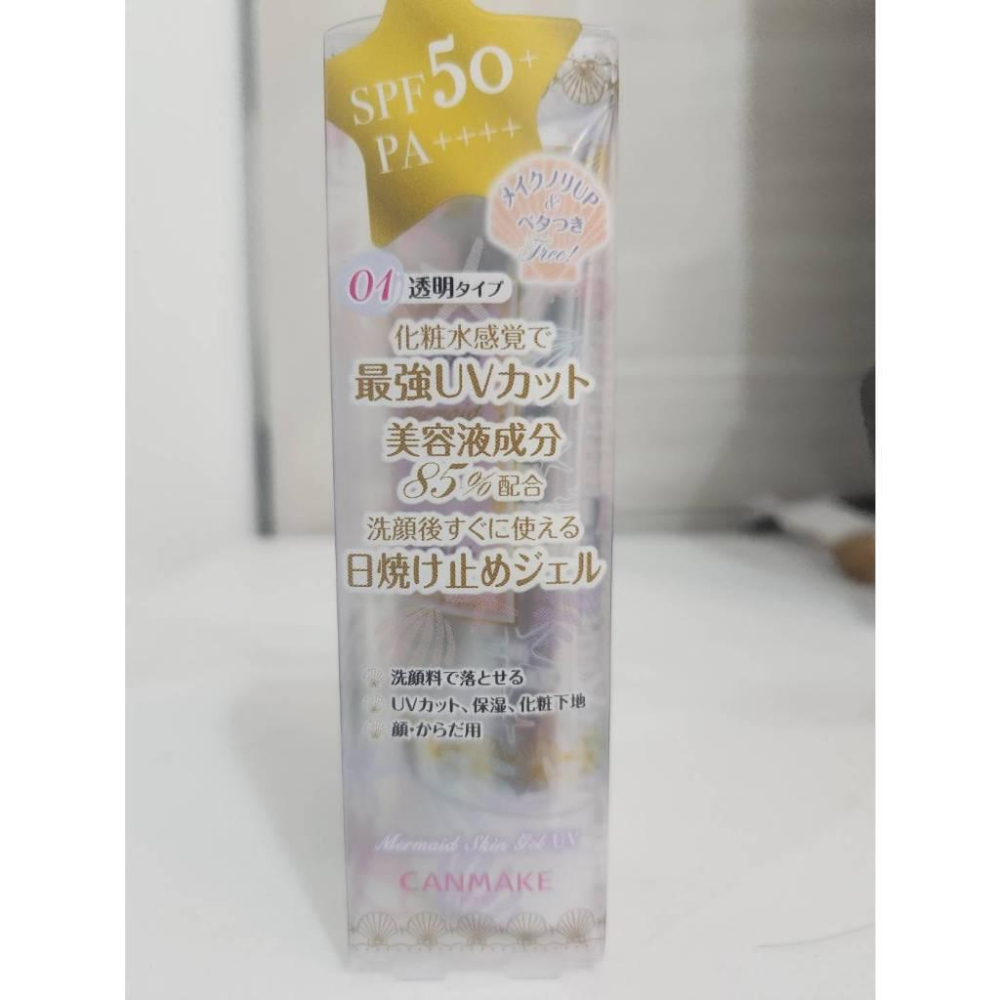 SPF50+
PA++++
メイクノリUP
&
ベタつき
Free!
01 透明タイプ
化粧水感覚で
最強UVカット
美容液成分
85%配合
洗顔後すぐに使える
日焼け止めジェル
洗顔料で落とせる
UVカット、保湿、化粧下地
顔・からだ用
Mermaid Skin Gel UV
CANMAKE